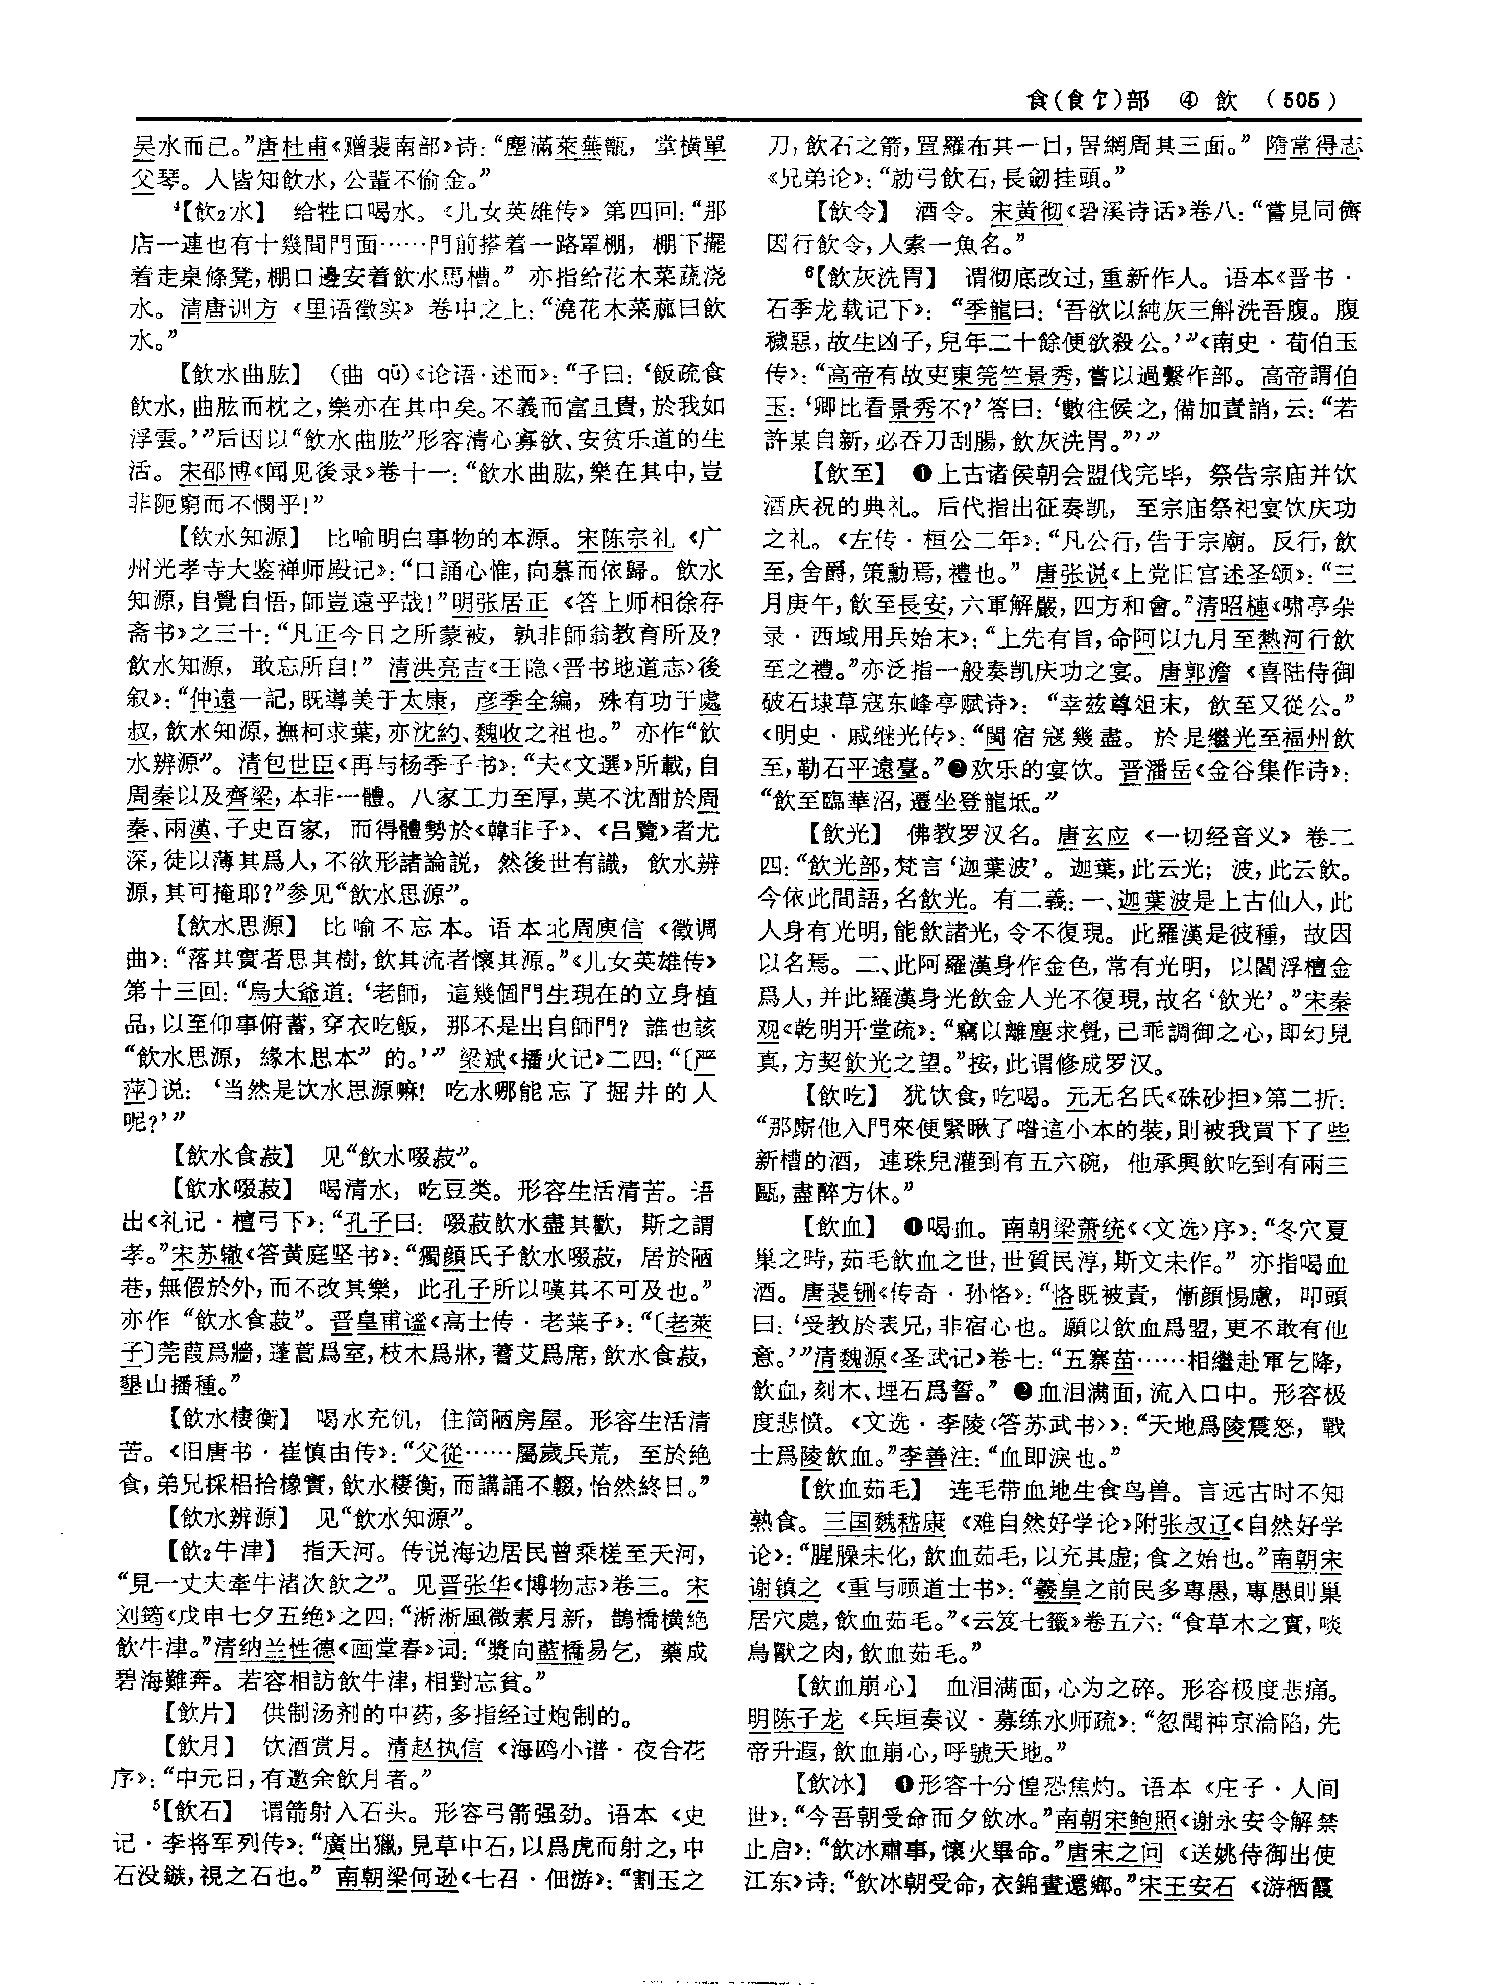 食(飠饣)部　④　飲　(505)
吴水而已。”唐杜甫《赠裴南部》诗：“塵滿萊蕪甑，堂横單
父琴。人皆知飲水，公輩不偷金。”
⁴【飲₂水】　给牲口喝水。《儿女英雄传》第四回：“那
店一連也有十幾間門面……門前搭着一路罩棚，棚下擺
着走桌條凳，棚口邊安着飲水馬槽。”亦指给花木菜蔬浇
水。清唐训方《里语徵实》卷中之上：“澆花木菜蔬曰飲
水。”
【飲水曲肱】　（曲 qū）《论语·述而》：“子曰：‘飯疏食
飲水，曲肱而枕之，樂亦在其中矣。不義而富且貴，於我如
浮雲。’”后因以“飲水曲肱”形容清心寡欲、安贫乐道的生
活。宋邵博《闻见後录》卷十一：“飲水曲肱，樂在其中，豈
非阨窮而不憫乎！”
【飲水知源】　比喻明白事物的本源。宋陈宗礼《广
州光孝寺大鉴禅师殿记》：“口誦心惟，向慕而依歸。飲水
知源，自覺自悟，師豈遠乎哉！”明张居正《答上师相徐存
斋书》之三十：“凡正今日之所蒙被，孰非師翁教育所及？
飲水知源，敢忘所自！”清洪亮吉《王隐〈晋书地道志〉後
叙》：“仲遠一記，既導美于太康，彦季全編，殊有功于處
叔，飲水知源，撫柯求葉，亦沈約、魏收之祖也。”亦作“飲
水辨源”。清包世臣《再与杨季子书》：“夫《文選》所載，自
周秦以及齊梁，本非一體。八家工力至厚，莫不沈酣於周
秦、兩漢、子史百家，而得體勢於《韓非子》、《吕覽》者尤
深，徒以薄其爲人，不欲形諸論説，然後世有識，飲水辨
源，其可掩耶？”参见“飲水思源”。
【飲水思源】　比喻不忘本。语本北周庾信《徵调
曲》：“落其實者思其樹，飲其流者懷其源。”《儿女英雄传》
第十三回：“烏大爺道：‘老師，這幾個門生現在的立身植
品，以至仰事俯蓄，穿衣吃飯，那不是出自師門？誰也該
“飲水思源，緣木思本”的。’”梁斌《播火记》二四：“〔严
萍〕说：‘当然是饮水思源嘛！吃水哪能忘了掘井的人
呢？’”
【飲水食菽】　见“飲水啜菽”。
【飲水啜菽】　喝清水，吃豆类。形容生活清苦。语
出《礼记·檀弓下》：“孔子曰：啜菽飲水盡其歡，斯之謂
孝。”宋苏辙《答黄庭坚书》：“獨顔氏子飲水啜菽，居於陋
巷，無假於外，而不改其樂，此孔子所以嘆其不可及也。”
亦作“飲水食菽”。晋皇甫谧《高士传·老莱子》：“〔老萊
子〕莞葭爲牆，蓬蒿爲室，枝木爲牀，蓍艾爲席，飲水食菽，
墾山播種。”
【飲水棲衡】　喝水充饥，住简陋房屋。形容生活清
苦。《旧唐书·崔慎由传》：“父從……屬歲兵荒，至於絶
食，弟兄採梠拾橡實，飲水棲衡，而講誦不輟，怡然終日。”
【飲水辨源】　见“飲水知源”。
【飲₂牛津】　指天河。传说海边居民曾乘槎至天河，
“見一丈夫牽牛渚次飲之”。见晋张华《博物志》卷三。宋
刘筠《戊申七夕五绝》之四：“淅淅風微素月新，鵲橋横絶
飲牛津。”清纳兰性德《画堂春》词：“漿向藍橋易乞，藥成
碧海難奔。若容相訪飲牛津，相對忘貧。”
【飲片】　供制汤剂的中药，多指经过炮制的。
【飲月】　饮酒赏月。清赵执信《海鸥小谱·夜合花
序》：“中元日，有邀余飲月者。”
⁵【飲石】　谓箭射入石头。形容弓箭强劲。语本《史
记·李将军列传》：“廣出獵，見草中石，以爲虎而射之，中
石没鏃，視之石也。”南朝梁何逊《七召·佃游》：“割玉之
刀，飲石之箭，罝羅布其一目，罟網周其三面。”隋常得志
《兄弟论》：“勁弓飲石，長劒挂頭。”
【飲令】　酒令。宋黄彻《䂬溪诗话》卷八：“嘗見同儕
因行飲令，人索一魚名。”
⁶【飲灰洗胃】　谓彻底改过，重新作人。语本《晋书·
石季龙载记下》：“季龍曰：‘吾欲以純灰三斛洗吾腹。腹
穢惡，故生凶子，兒年二十餘便欲殺公。’”《南史·荀伯玉
传》：“高帝有故吏東莞竺景秀，嘗以過繫作部。高帝謂伯
玉：‘卿比看景秀不？’答曰：‘數往候之，備加責誚，云：“若
許某自新，必吞刀刮腸，飲灰洗胃。”’”
【飲至】　❶上古诸侯朝会盟伐完毕，祭告宗庙并饮
酒庆祝的典礼。后代指出征奏凯，至宗庙祭祀宴饮庆功
之礼。《左传·桓公二年》：“凡公行，告于宗廟。反行，飲
至，舍爵，策勳焉，禮也。”唐张说《上党旧宫述圣颂》：“三
月庚午，飲至長安，六軍解嚴，四方和會。”清昭槤《啸亭杂
录·西域用兵始末》：“上先有旨，命阿以九月至熱河行飲
至之禮。”亦泛指一般奏凯庆功之宴。唐郭澹《喜陆侍御
破石埭草寇东峰亭赋诗》：“幸兹尊俎末，飲至又從公。”
《明史·戚继光传》：“閩宿寇幾盡。於是繼光至福州飲
至，勒石平遠臺。”❷欢乐的宴饮。晋潘岳《金谷集作诗》：
“飲至臨華沼，遷坐登龍坻。”
【飲光】　佛教罗汉名。唐玄应《一切经音义》卷二
四：“飲光部，梵言‘迦葉波’。迦葉，此云光；波，此云飲。
今依此間語，名飲光。有二義：一、迦葉波是上古仙人，此
人身有光明，能飲諸光，令不復現。此羅漢是彼種，故因
以名焉。二、此阿羅漢身作金色，常有光明，以閻浮檀金
爲人，并此羅漢身光飲金人光不復現，故名‘飲光’。”宋秦
观《乾明开堂疏》：“竊以離塵求覺，已乖調御之心，即幻見
真，方契飲光之望。”按，此谓修成罗汉。
【飲吃】　犹饮食，吃喝。元无名氏《硃砂担》第二折：
“那廝他入門來便緊瞅了喒這小本的裝，則被我買下了些
新槽的酒，連珠兒灌到有五六碗，他承興飲吃到有兩三
甌，盡醉方休。”
【飲血】　❶喝血。南朝梁萧统《〈文选〉序》：“冬穴夏
巢之時，茹毛飲血之世，世質民淳，斯文未作。”亦指喝血
酒。唐裴铏《传奇·孙恪》：“恪既被責，慚顔惕慮，叩頭
曰：‘受教於表兄，非宿心也。願以飲血爲盟，更不敢有他
意。’”清魏源《圣武记》卷七：“五寨苗……相繼赴軍乞降，
飲血，刻木、埋石爲誓。”❷血泪满面，流入口中。形容极
度悲愤。《文选·李陵〈答苏武书〉》：“天地爲陵震怒，戰
士爲陵飲血。”李善注：“血即淚也。”
【飲血茹毛】　连毛带血地生食鸟兽。言远古时不知
熟食。三国魏嵇康《难自然好学论》附张叔辽《自然好学
论》：“腥臊未化，飲血茹毛，以充其虚；食之始也。”南朝宋
谢镇之《重与顾道士书》：“羲皇之前民多專愚，專愚則巢
居穴處，飲血茹毛。”《云笈七籤》卷五六：“食草木之實，啖
鳥獸之肉，飲血茹毛。”
【飲血崩心】　血泪满面，心为之碎。形容极度悲痛。
明陈子龙《兵垣奏议·募练水师疏》：“忽聞神京淪陷，先
帝升遐，飲血崩心，呼號天地。”
【飲冰】　❶形容十分惶恐焦灼。语本《庄子·人间
世》：“今吾朝受命而夕飲冰。”南朝宋鲍照《谢永安令解禁
止启》：“飲冰肅事，懷火畢命。”唐宋之问《送姚侍御出使
江东》诗：“飲冰朝受命，衣錦晝還鄉。”宋王安石《游栖霞